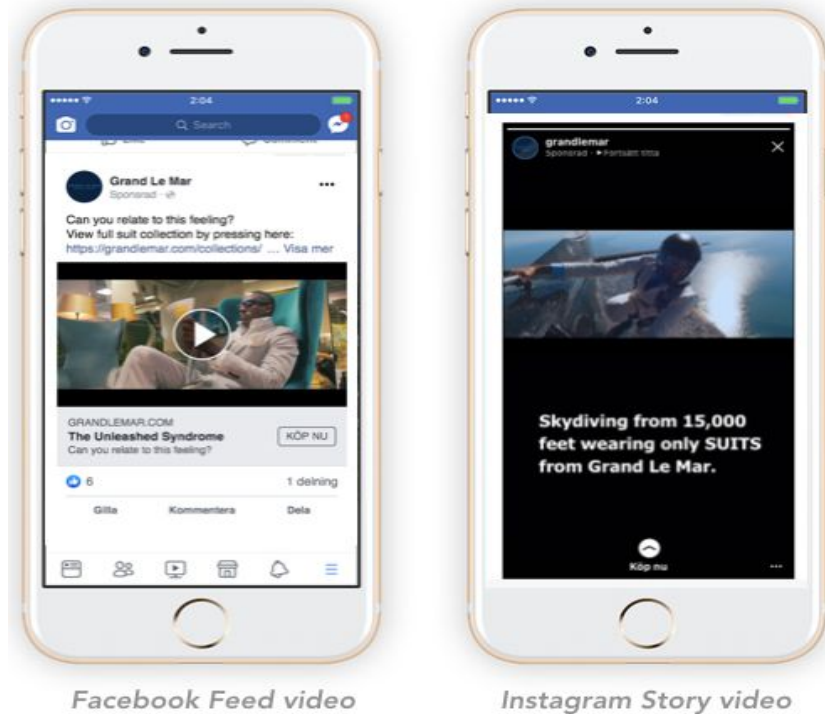 2:04
Search
Grand Le Mar
Sponsrad
Can you relate to this feeling?
View full suit collection by pressing here:
https://grandlemar.com/collections/ ... Visa mer
GRANDLEMAR.COM
The Unleashed Syndrome
Can you relate to this feeling?
KÖP NU
6
1 delning
Gilla
Kommentera
Dela
Facebook Feed video
2:04
grandlemar
Sponsrad · Fortsätt titta
Skydiving from 15,000
feet wearing only SUITS
from Grand Le Mar.
Köp nu
Instagram Story video